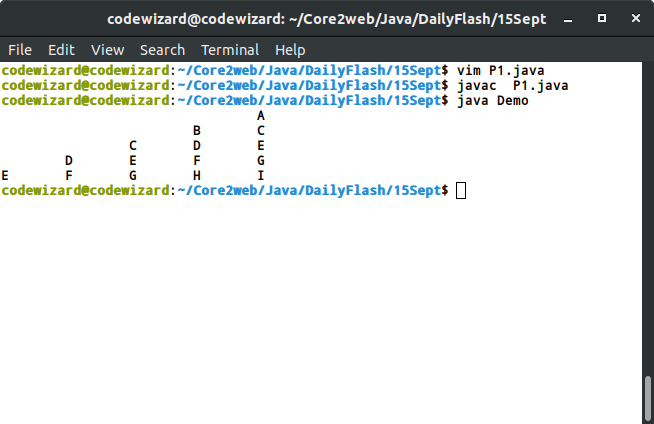 codewizard@codewizard: ~/Core2web/Java/DailyFlash/15Sept
File Edit View Search Terminal Help
codewizard@codewizard:~/Core2web/Java/DailyFlash/15Sept$ vim P1.java
codewizard@codewizard:~/Core2web/Java/DailyFlash/15Sept$ javac  P1.java
codewizard@codewizard:~/Core2web/Java/DailyFlash/15Sept$ java Demo
                                A
                        B       C
                C       D       E
        D       E       F       G
E       F       G       H       I
codewizard@codewizard:~/Core2web/Java/DailyFlash/15Sept$